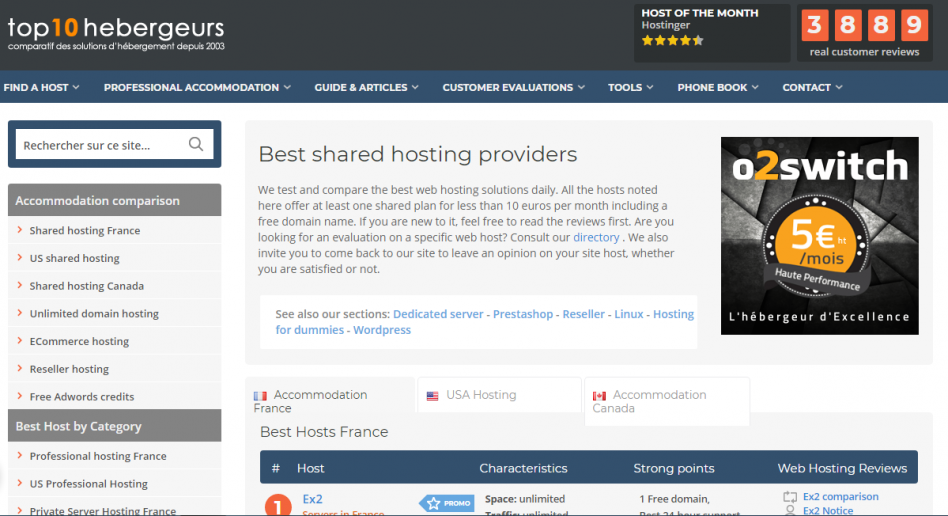 top10 hebergeurs
comparatif des solutions d'hébergement depuis 2003
HOST OF THE MONTH
Hostinger
3 8 8 9
real customer reviews
FIND A HOST
PROFESSIONAL ACCOMMODATION
GUIDE & ARTICLES
CUSTOMER EVALUATIONS
TOOLS
PHONE BOOK
CONTACT
Rechercher sur ce site...
Accommodation comparison
Shared hosting France
US shared hosting
Shared hosting Canada
Unlimited domain hosting
ECommerce hosting
Reseller hosting
Free Adwords credits
Best Host by Category
Professional hosting France
US Professional Hosting
Private Server Hosting France
Best shared hosting providers
We test and compare the best web hosting solutions daily. All the hosts noted
here offer at least one shared plan for less than 10 euros per month including a
free domain name. If you are new to it, feel free to read the reviews first. Are you
looking for an evaluation on a specific web host? Consult our directory . We also
invite you to come back to our site to leave an opinion on your site host, whether
you are satisfied or not.
See also our sections: Dedicated server - Prestashop - Reseller - Linux - Hosting
for dummies - Wordpress
o2switch
5€ ht
/mois
Haute Performance
L'hébergeur d'Excellence
Accommodation
France
USA Hosting
Accommodation
Canada
Best Hosts France
# Host Characteristics Strong points Web Hosting Reviews
1
Ex2
Servers in France
PROMO
Space: unlimited
Traffic: unlimited
1 Free domain,
Best 24-hour support
Ex2 comparison
Ex2 Notice